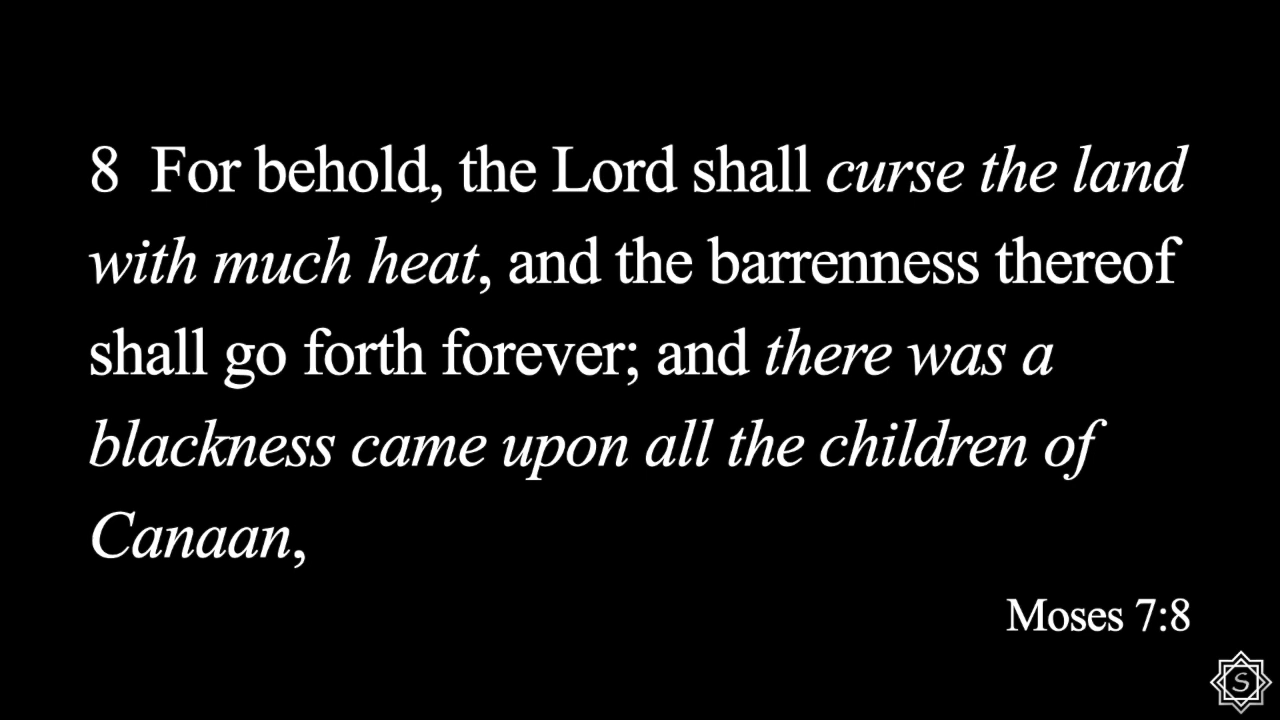 8 For behold, the Lord shall curse the land
with much heat, and the barrenness thereof
shall go forth forever; and there was a
blackness came upon all the children of
Canaan,
Moses 7:8
S